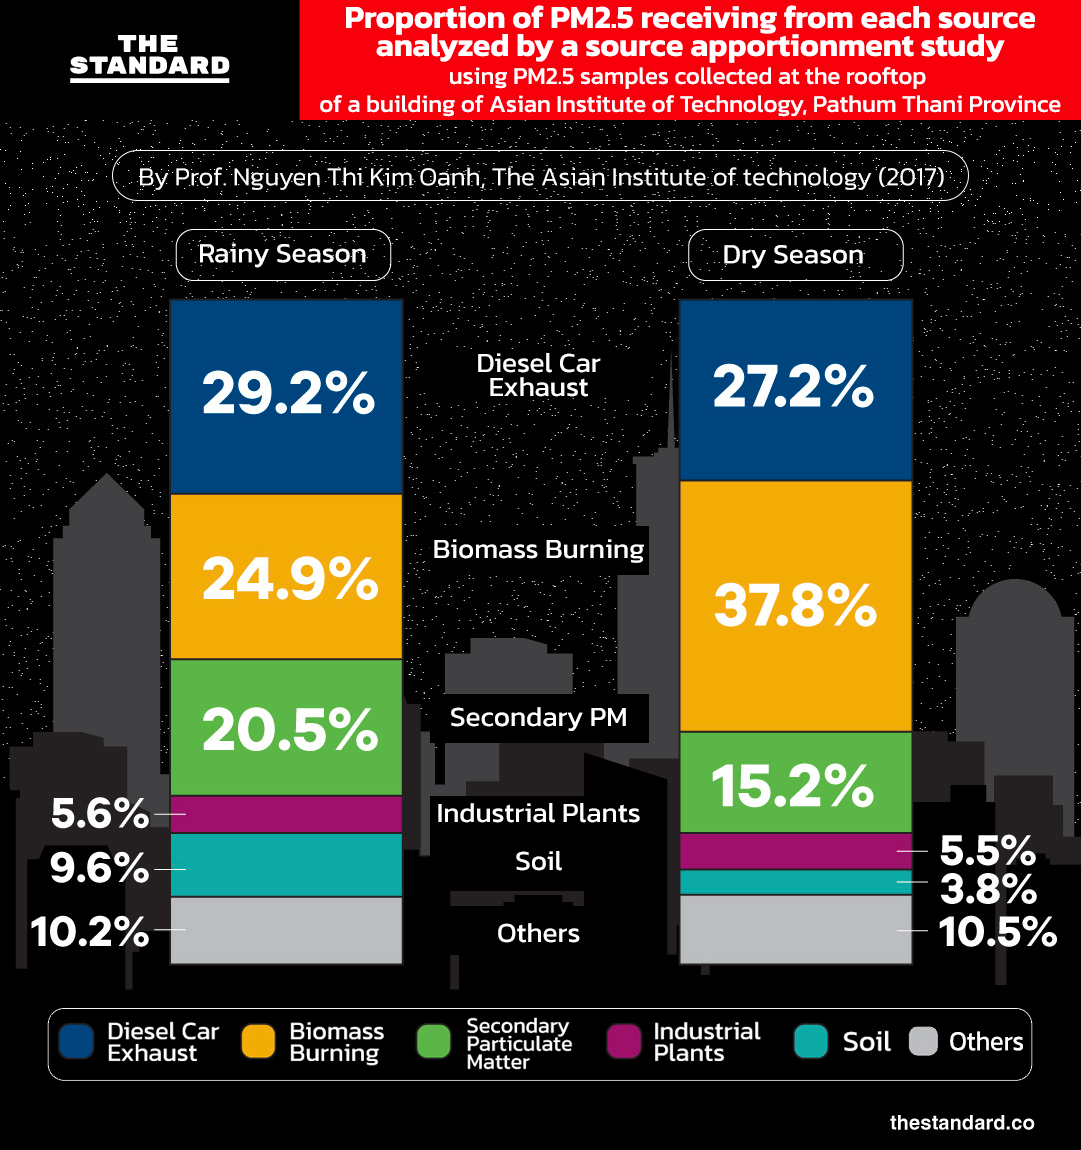 THE
STANDARD
Proportion of PM2.5 receiving from each source
analyzed by a source apportionment study
using PM2.5 samples collected at the rooftop
of a building of Asian Institute of Technology, Pathum Thani Province
By Prof. Nguyen Thi Kim Oanh, The Asian Institute of technology (2017)
Rainy Season
Dry Season
29.2%
Diesel Car
Exhaust
27.2%
24.9%
Biomass Burning
37.8%
20.5%
Secondary PM
15.2%
5.6%
Industrial Plants
5.5%
9.6%
Soil
3.8%
10.2%
Others
10.5%
Diesel Car
Exhaust
Biomass
Burning
Secondary
Particulate
Matter
Industrial
Plants
Soil
Others
thestandard.co